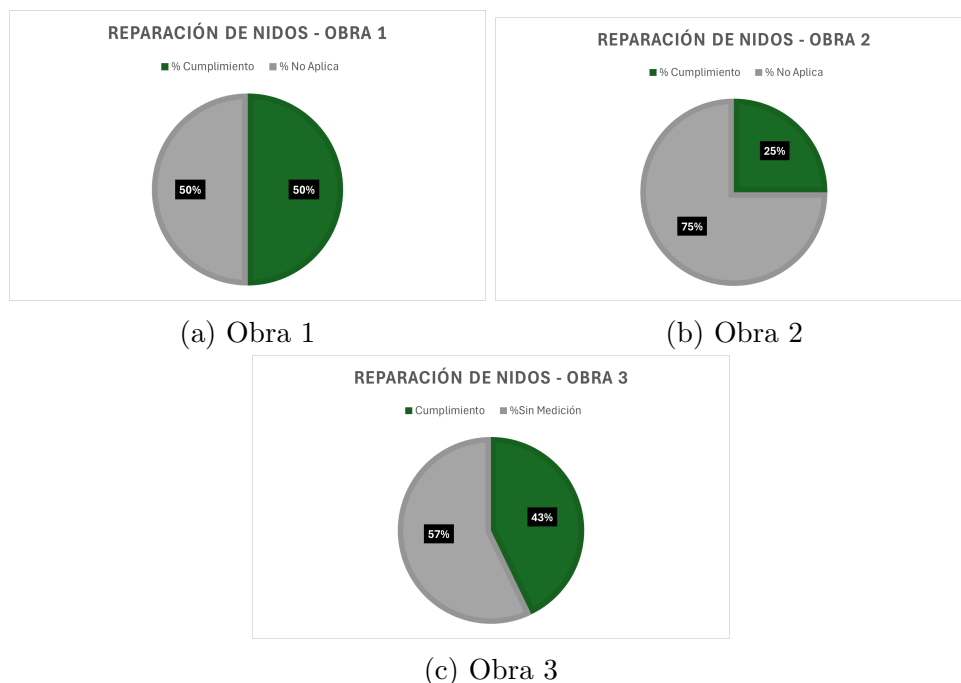 REPARACIÓN DE NIDOS - OBRA 1
% Cumplimiento % No Aplica
50% 50%
(a) Obra 1
REPARACIÓN DE NIDOS - OBRA 2
% Cumplimiento % No Aplica
25%
75%
(b) Obra 2
REPARACIÓN DE NIDOS - OBRA 3
Cumplimiento %Sin Medición
43%
57%
(c) Obra 3